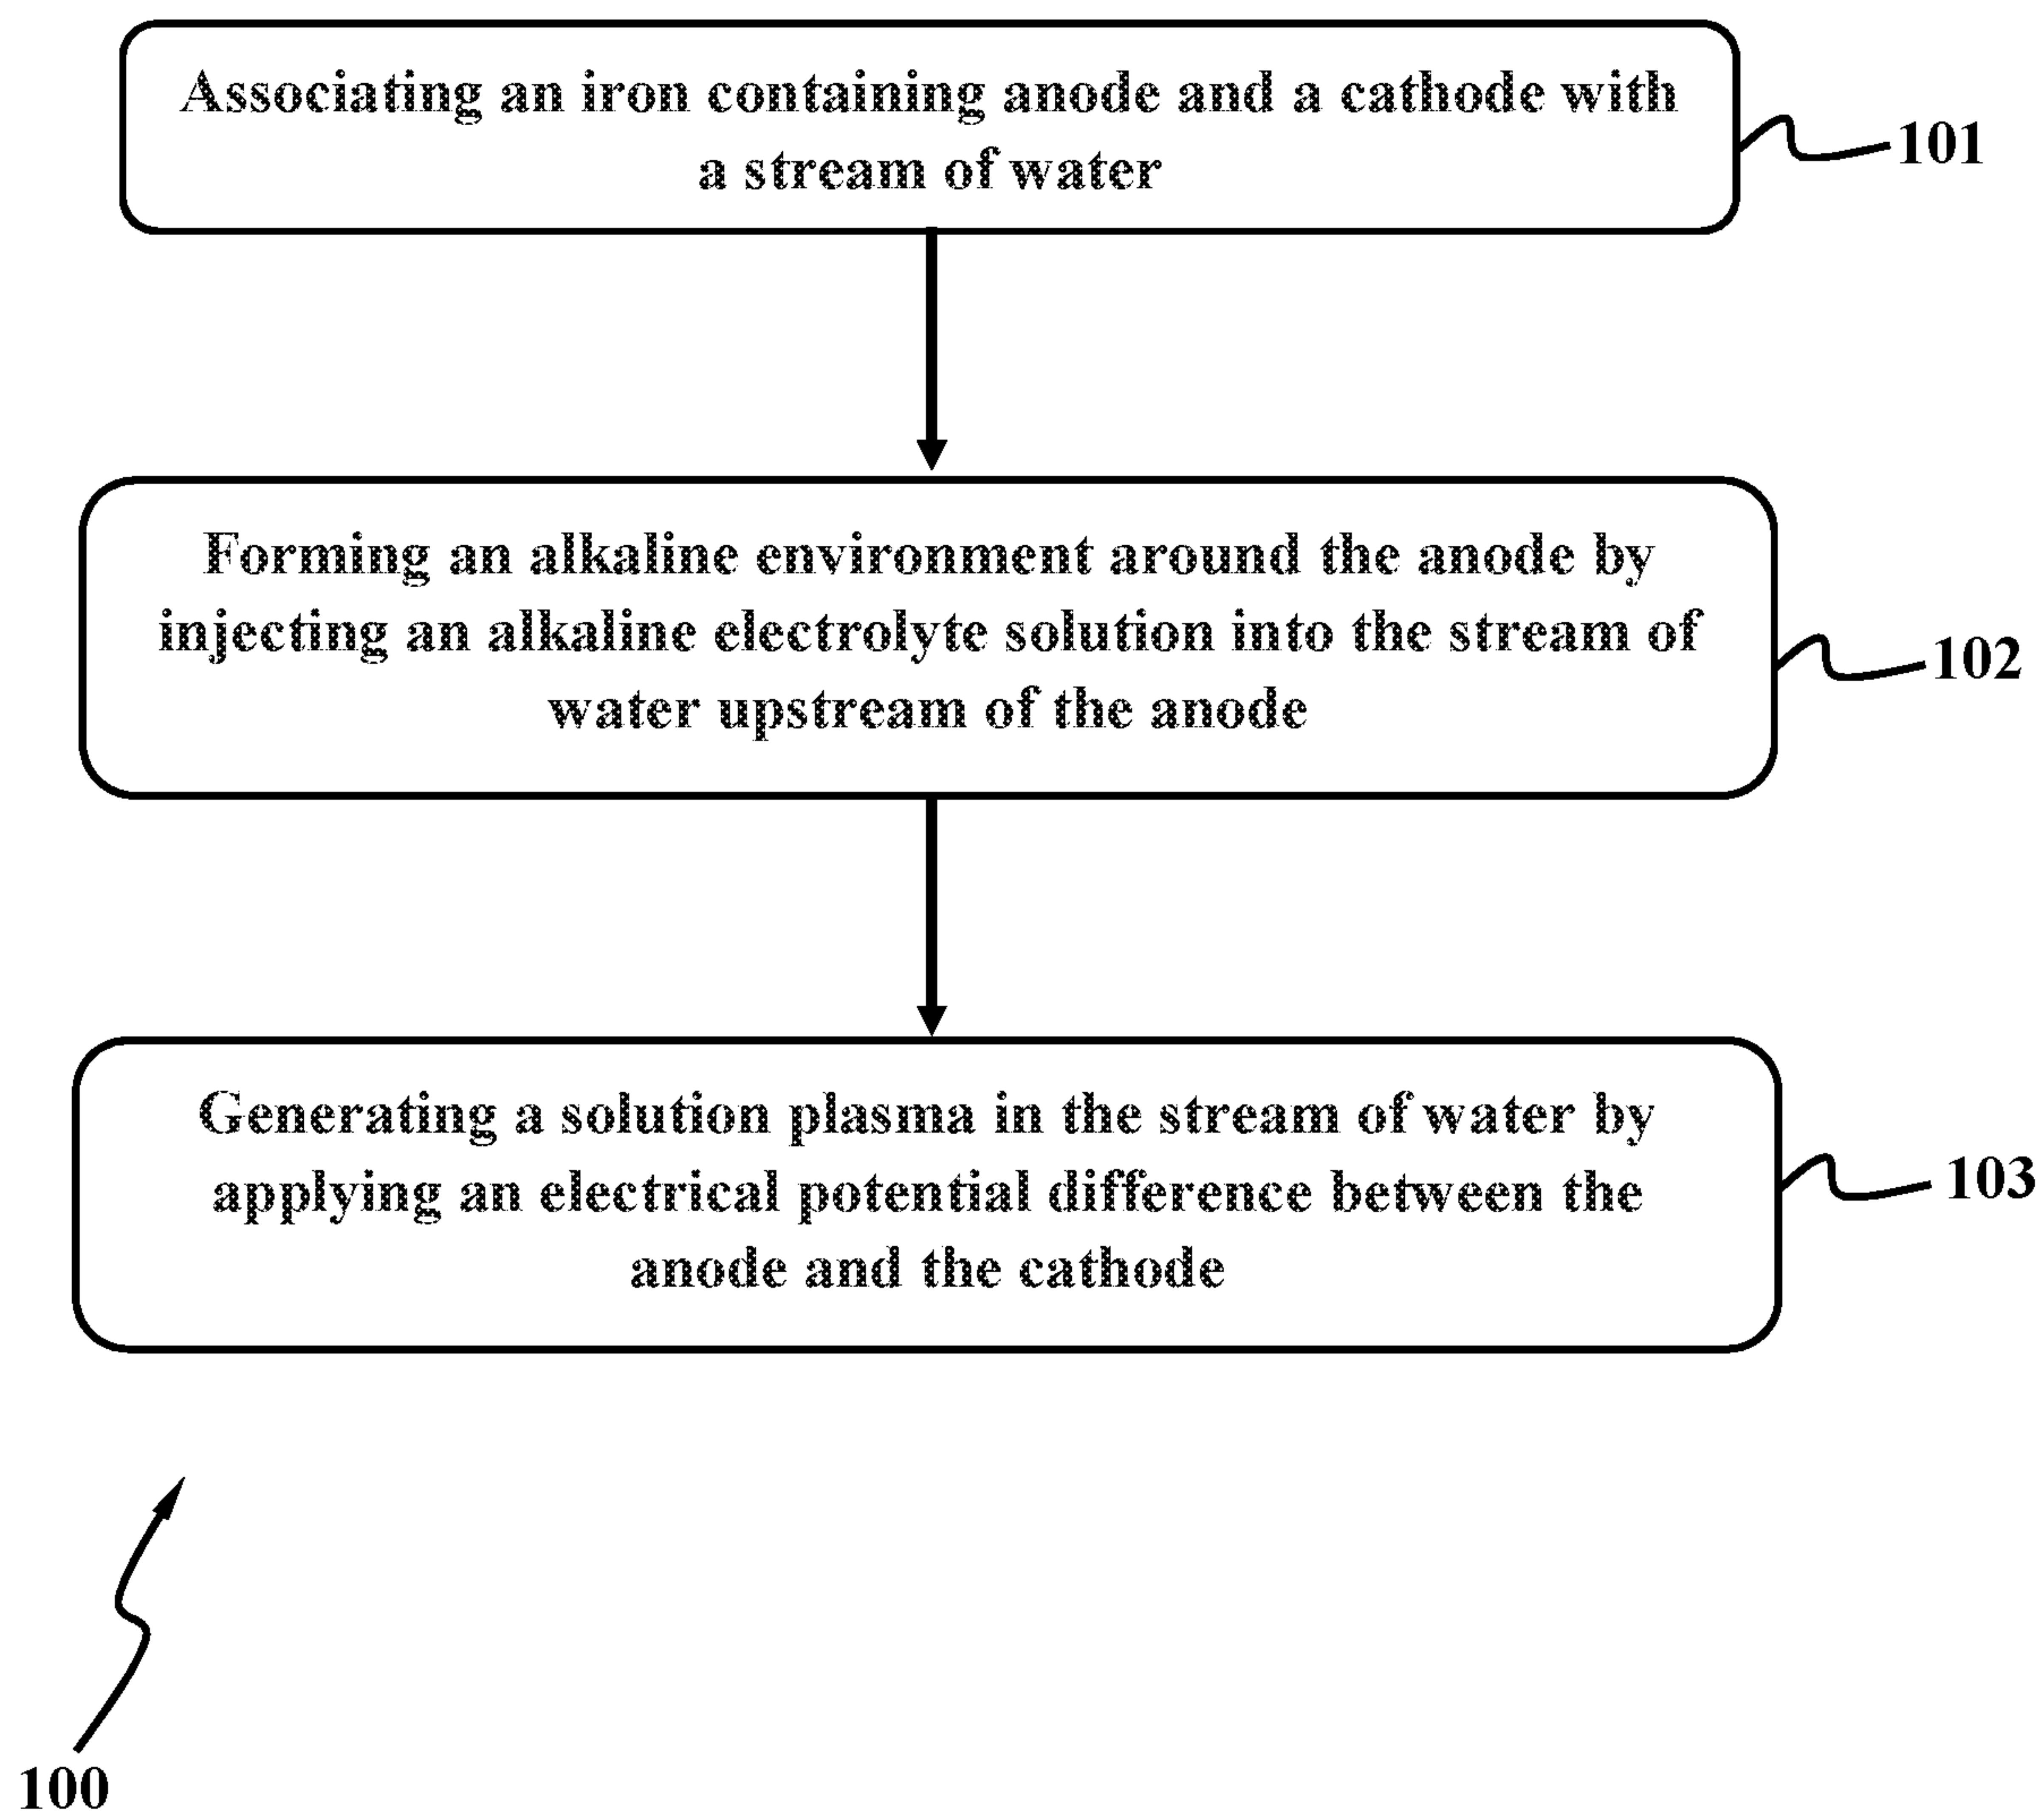 Associating an iron containing anode and a cathode with
a stream of water
101
Forming an alkaline environment around the anode by
injecting an alkaline electrolyte solution into the stream of
water upstream of the anode
102
Generating a solution plasma in the stream of water by
applying an electrical potential difference between the
anode and the cathode
103
100